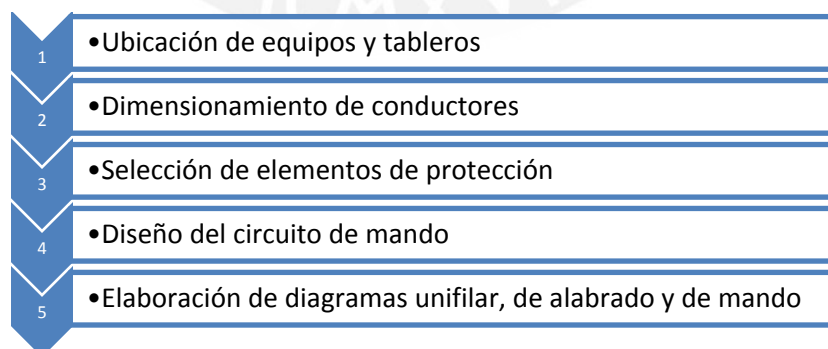 1 •Ubicación de equipos y tableros
2 •Dimensionamiento de conductores
3 •Selección de elementos de protección
4 •Diseño del circuito de mando
5 •Elaboración de diagramas unifilar, de alabrado y de mando